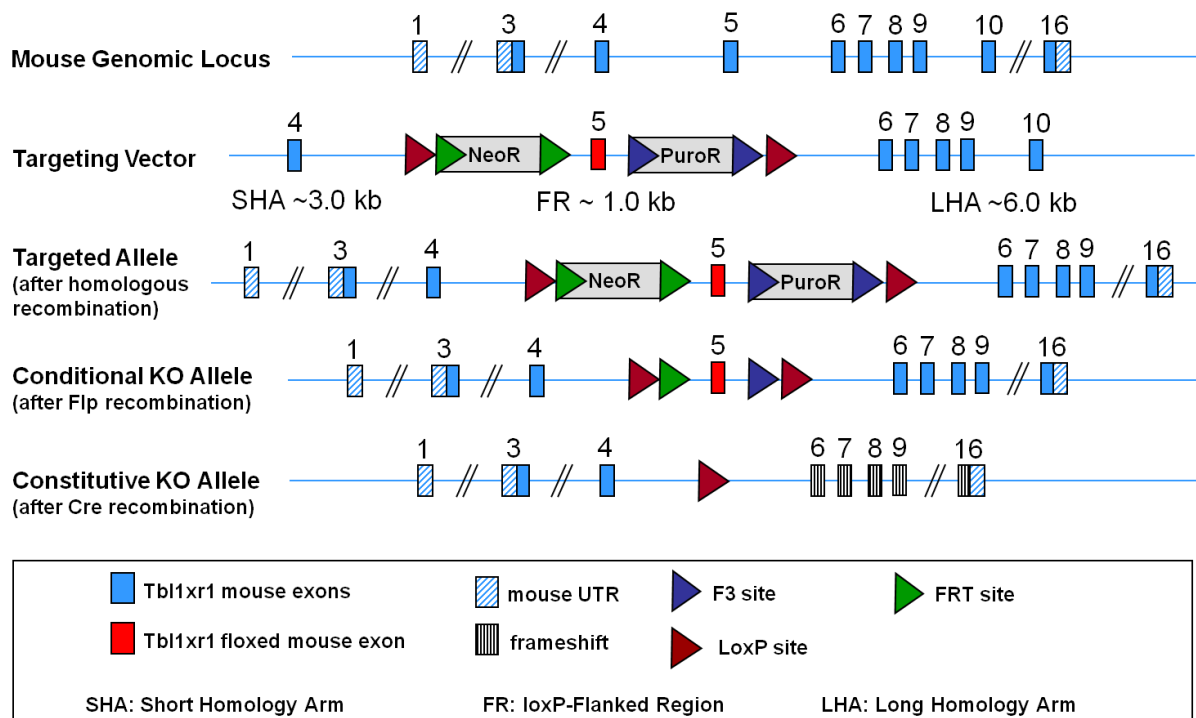 1 3 4 5 6 7 8 9 10 16
Mouse Genomic Locus
4 5 6 7 8 9 10
Targeting Vector NeoR PuroR
SHA ~3.0 kb FR ~ 1.0 kb LHA ~6.0 kb
Targeted Allele 1 3 4 5 6 7 8 9 16
(after homologous NeoR PuroR
recombination)
1 3 4 5 6 7 8 9 16
Conditional KO Allele
(after Flp recombination)
1 3 4 6 7 8 9 16
Constitutive KO Allele
(after Cre recombination)
Tbl1xr1 mouse exons mouse UTR F3 site FRT site
Tbl1xr1 floxed mouse exon frameshift LoxP site
SHA: Short Homology Arm FR: loxP-Flanked Region LHA: Long Homology Arm